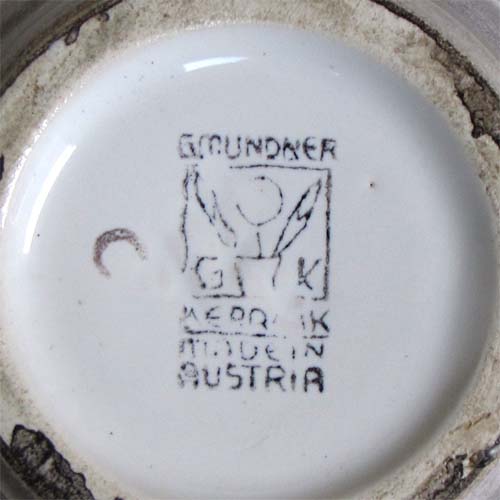 GMUNDNER
G K
KERAMIK
MADE IN
AUSTRIA